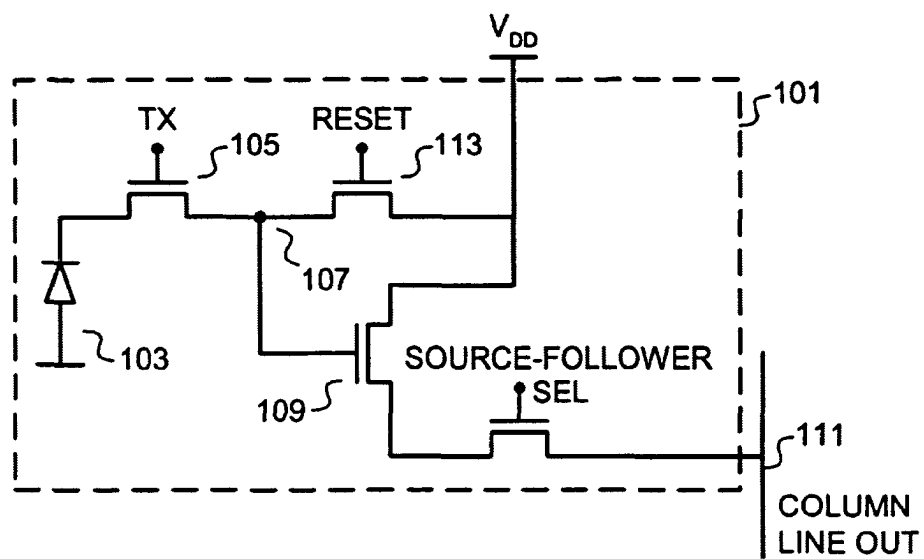 V_DD
101
TX
RESET
105
113
107
103
SOURCE-FOLLOWER
SEL
109
111
COLUMN
LINE OUT